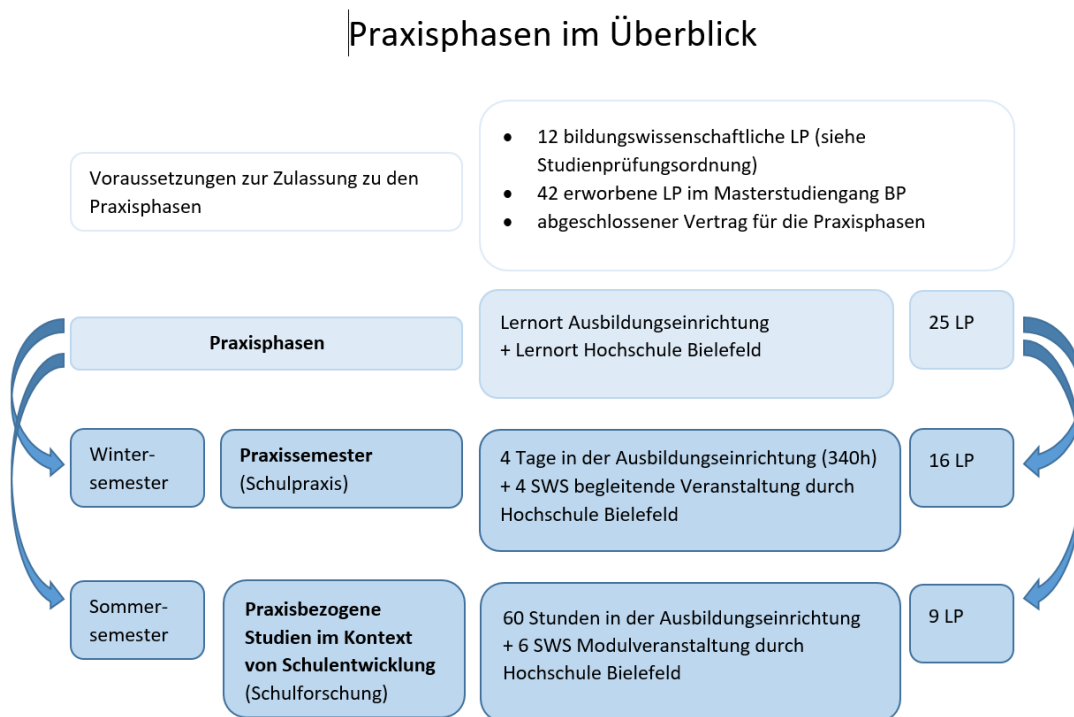 Praxisphasen im Überblick
Voraussetzungen zur Zulassung zu den
Praxisphasen
• 12 bildungswissenschaftliche LP (siehe
Studienprüfungsordnung)
• 42 erworbene LP im Masterstudiengang BP
• abgeschlossener Vertrag für die Praxisphasen
Praxisphasen
Lernort Ausbildungseinrichtung
+ Lernort Hochschule Bielefeld
25 LP
Winter-
semester
Praxissemester
(Schulpraxis)
4 Tage in der Ausbildungseinrichtung (340h)
+ 4 SWS begleitende Veranstaltung durch
Hochschule Bielefeld
16 LP
Sommer-
semester
Praxisbezogene
Studien im Kontext
von Schulentwicklung
(Schulforschung)
60 Stunden in der Ausbildungseinrichtung
+ 6 SWS Modulveranstaltung durch
Hochschule Bielefeld
9 LP